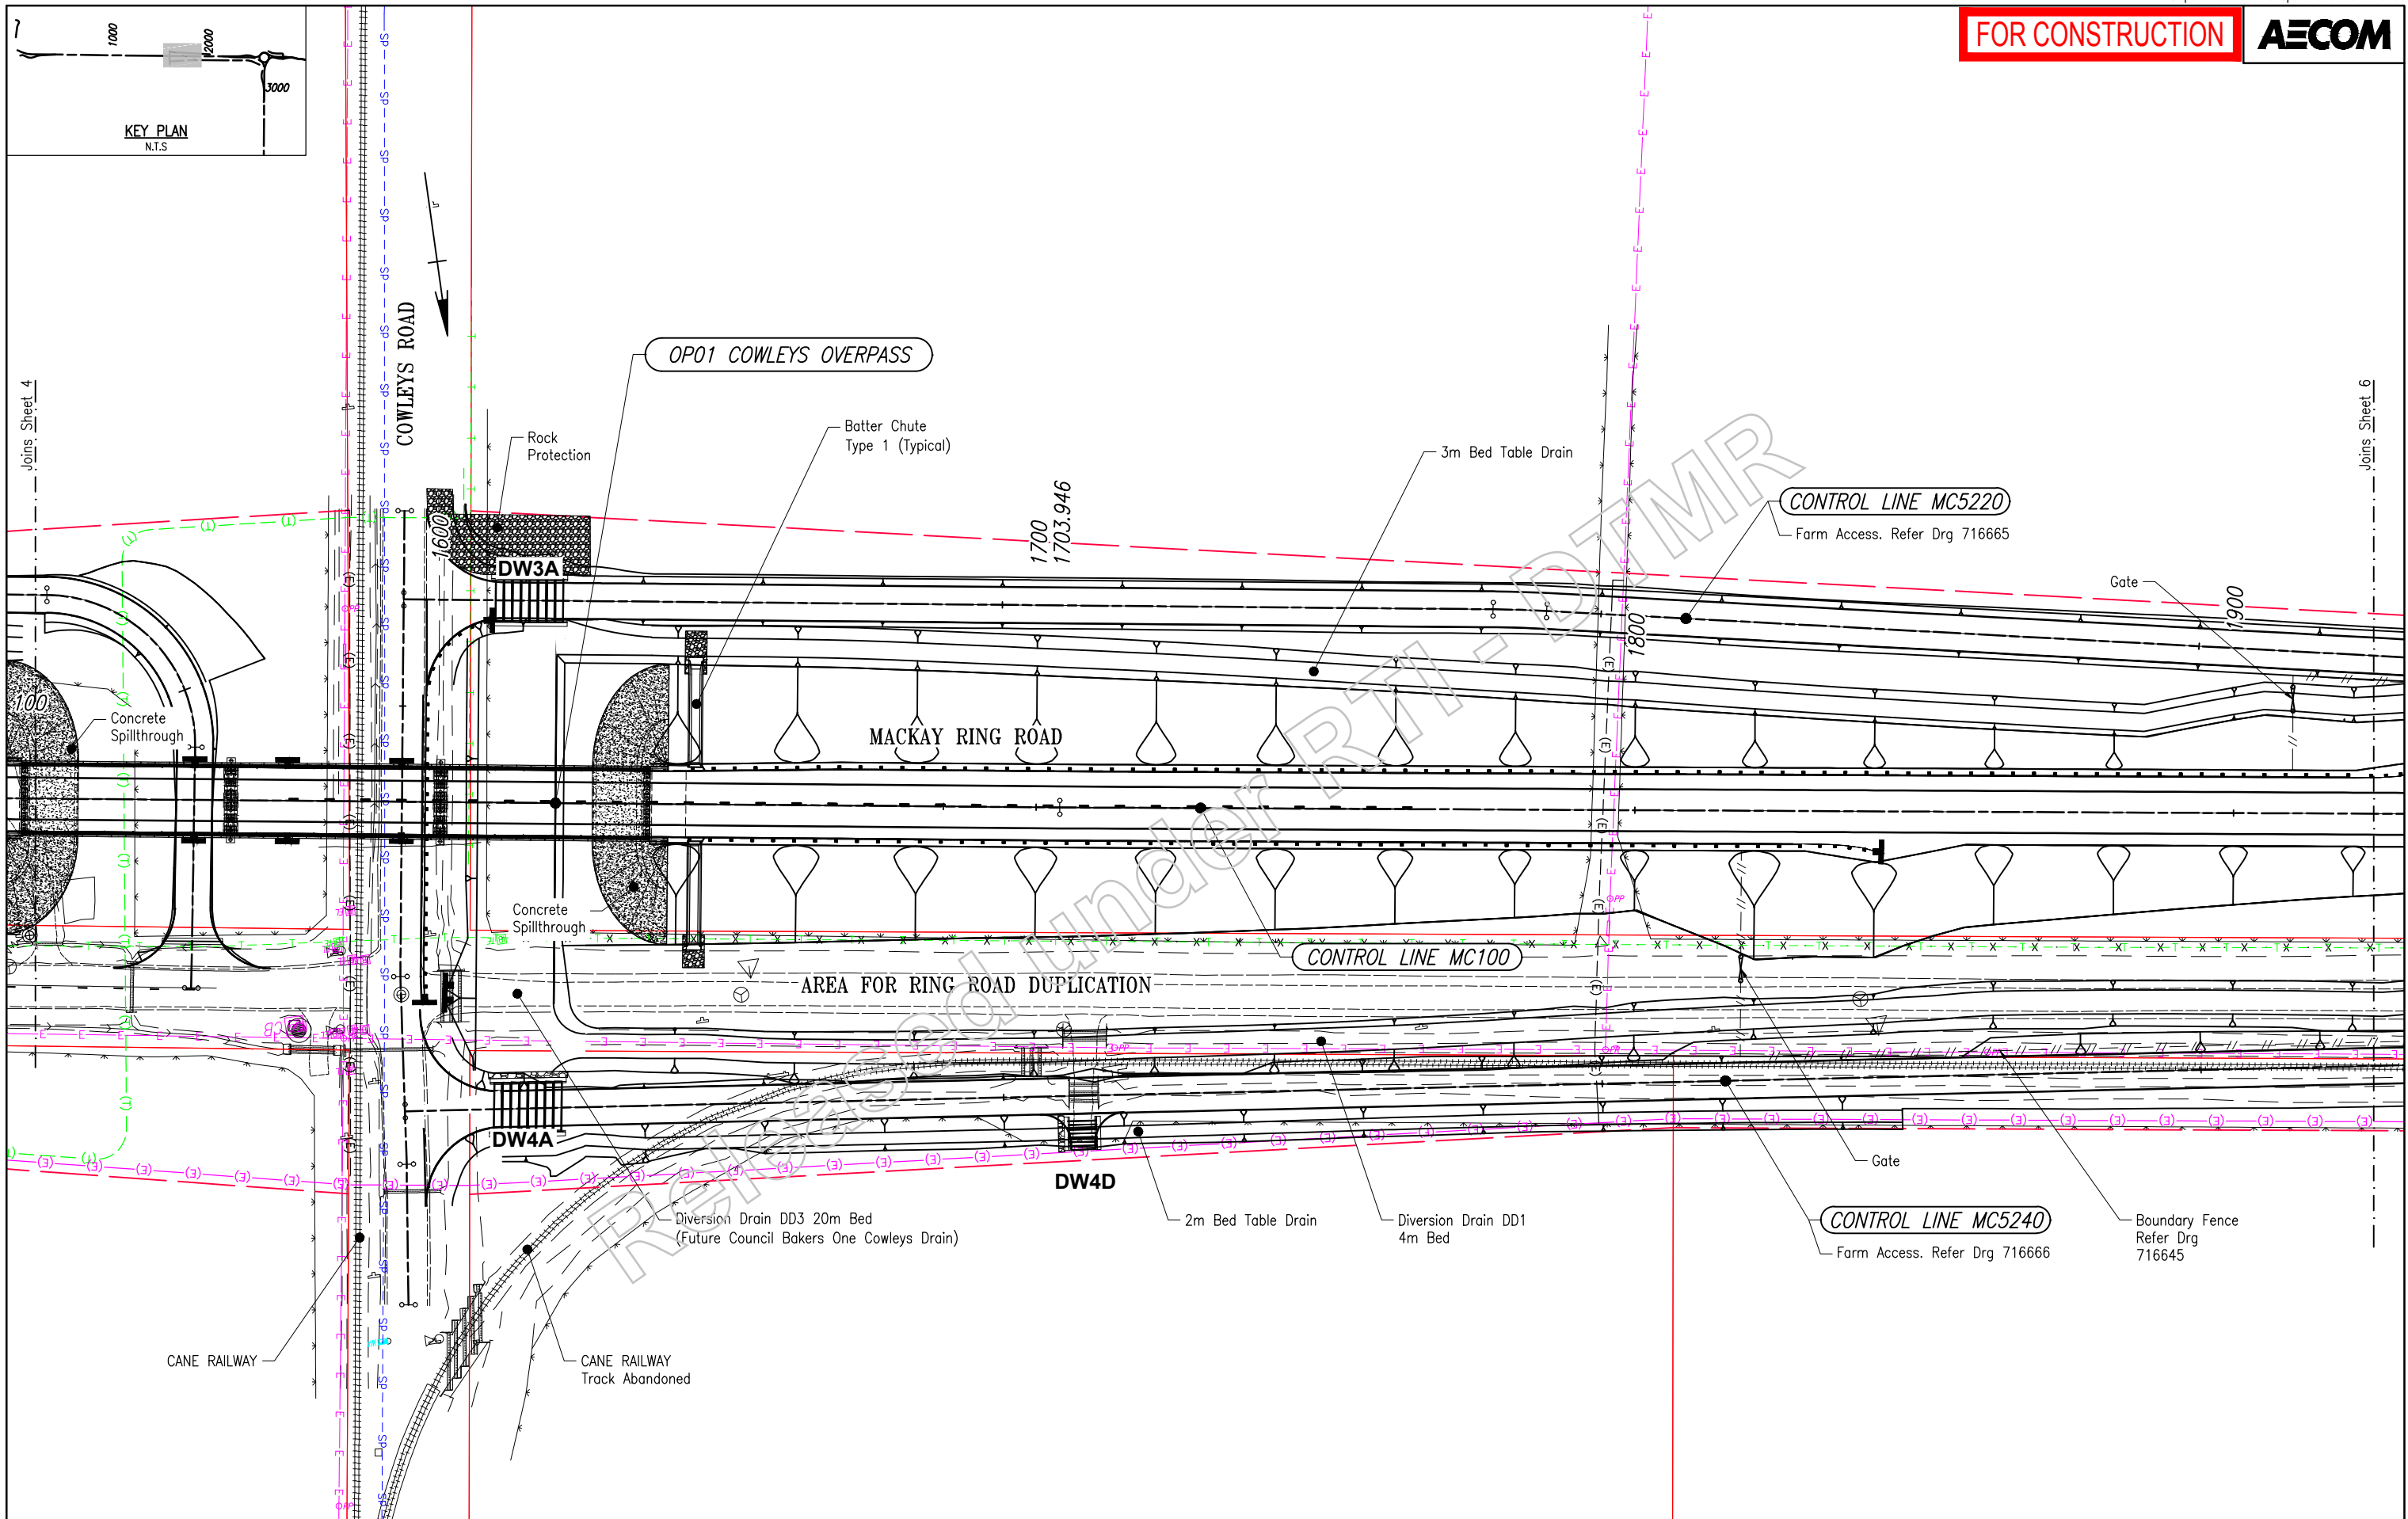 FOR CONSTRUCTION
AECOM
1000
2000
3000
KEY PLAN
N.T.S
COWLEYS ROAD
OP01 COWLEYS OVERPASS
Joins Sheet 4
Joins Sheet 6
Rock
Protection
Batter Chute
Type 1 (Typical)
3m Bed Table Drain
CONTROL LINE MC5220
Farm Access. Refer Drg 716665
1600
1700
1703.946
1800
1900
Gate
DW3A
100
Concrete
Spillthrough
MACKAY RING ROAD
Concrete
Spillthrough
CONTROL LINE MC100
AREA FOR RING ROAD DUPLICATION
DW4A
DW4D
Gate
Diversion Drain DD3 20m Bed
(Future Council Bakers One Cowleys Drain)
2m Bed Table Drain
Diversion Drain DD1
4m Bed
CONTROL LINE MC5240
Farm Access. Refer Drg 716666
Boundary Fence
Refer Drg
716645
CANE RAILWAY
CANE RAILWAY
Track Abandoned
Released under RTI - DTMR